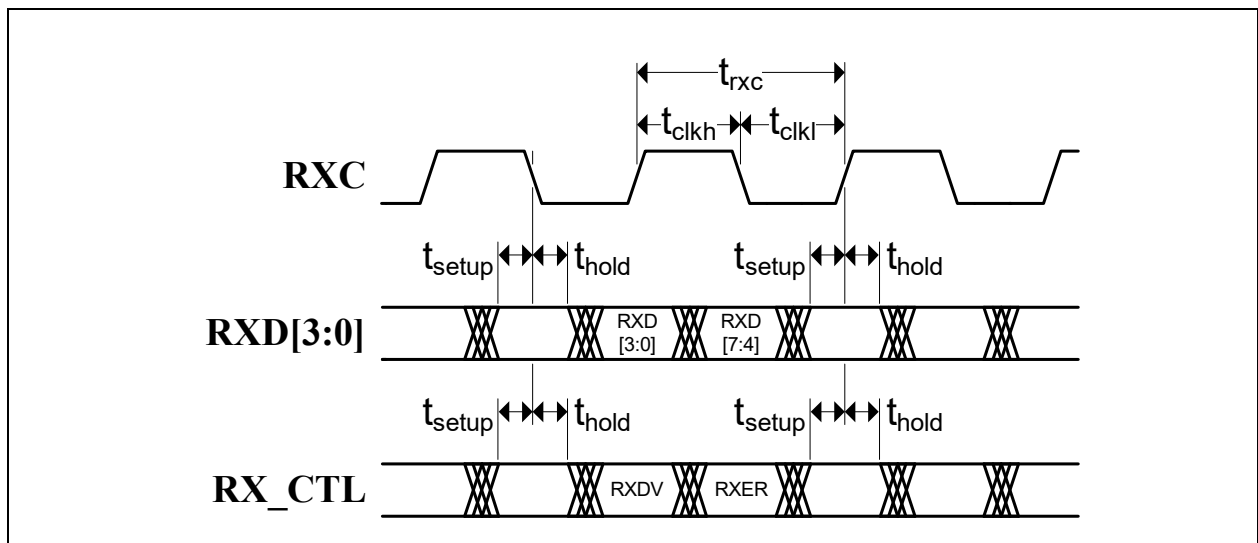 t_rxc
t_clkh t_clkl
RXC
t_setup t_hold t_setup t_hold
RXD[3:0]
RXD [3:0] RXD [7:4]
t_setup t_hold t_setup t_hold
RX_CTL RXDV RXER